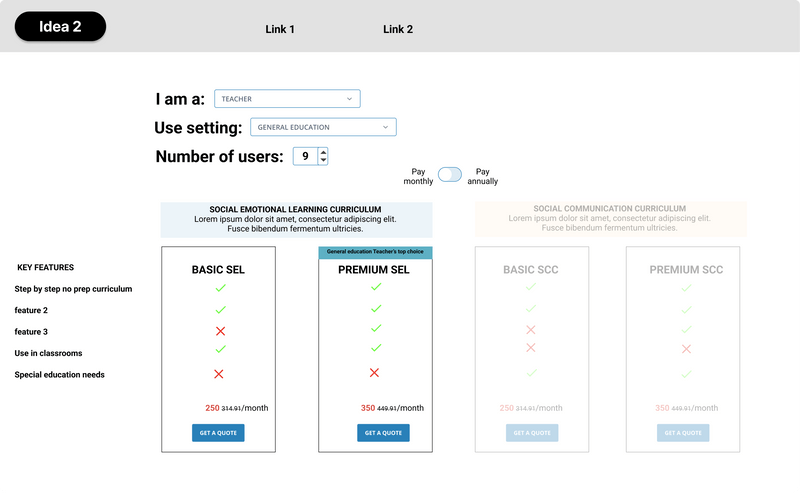 Idea 2
Link 1
Link 2
I am a:
TEACHER
Use setting:
GENERAL EDUCATION
Number of users:
9
Pay
monthly
Pay
annually
SOCIAL EMOTIONAL LEARNING CURRICULUM
Lorem ipsum dolor sit amet, consectetur adipiscing elit.
Fusce bibendum fermentum ultricies.
SOCIAL COMMUNICATION CURRICULUM
Lorem ipsum dolor sit amet, consectetur adipiscing elit.
Fusce bibendum fermentum ultricies.
General education Teacher's top choice
KEY FEATURES
BASIC SEL
PREMIUM SEL
BASIC SCC
PREMIUM SCC
Step by step no prep curriculum
feature 2
feature 3
Use in classrooms
Special education needs
250 314.91/month
350 449.91/month
250 314.91/month
350 449.91/month
GET A QUOTE
GET A QUOTE
GET A QUOTE
GET A QUOTE